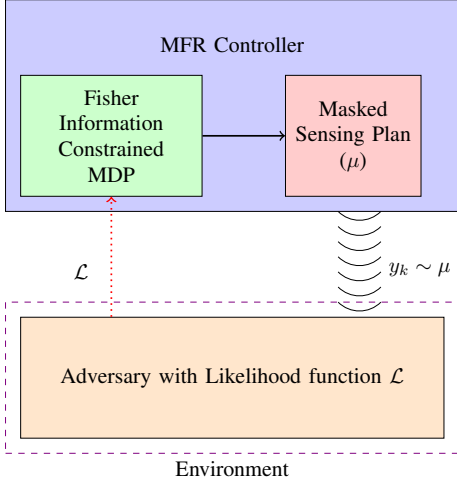 MFR Controller
Fisher
Information
Constrained
MDP
Masked
Sensing Plan
(μ)
ℒ
y_k ∼ μ
Adversary with Likelihood function ℒ
Environment